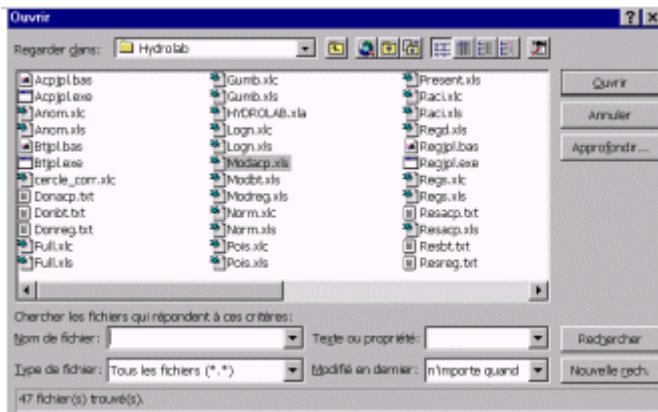 Ouvrir
Regarder dans: Hydrolab
Acpjpl.bas
Acpjpl.exe
Anom.xlc
Anom.xls
Btjpl.bas
Btjpl.exe
cercle_corr.xlc
Donacp.txt
Donbt.txt
Donreg.txt
Full.xlc
Full.xls
Gumb.xlc
Gumb.xls
HYDROLAB.xla
Logn.xlc
Logn.xls
Modacp.xls
Modbt.xls
Modreg.xls
Norm.xlc
Norm.xls
Pois.xlc
Pois.xls
Present.xls
Raci.xlc
Raci.xls
Regd.xls
Regjpl.bas
Regjpl.exe
Regs.xlc
Regs.xls
Resacp.txt
Resacp.xls
Resbt.txt
Resreg.txt
Ouvrir
Annuler
Approfondir...
Chercher les fichiers qui répondent à ces critères:
Nom de fichier: Texte ou propriété: Rechercher
Type de fichier: Tous les fichiers (*.*) Modifié en dernier: n'importe quand Nouvelle rech.
47 fichier(s) trouvé(s).